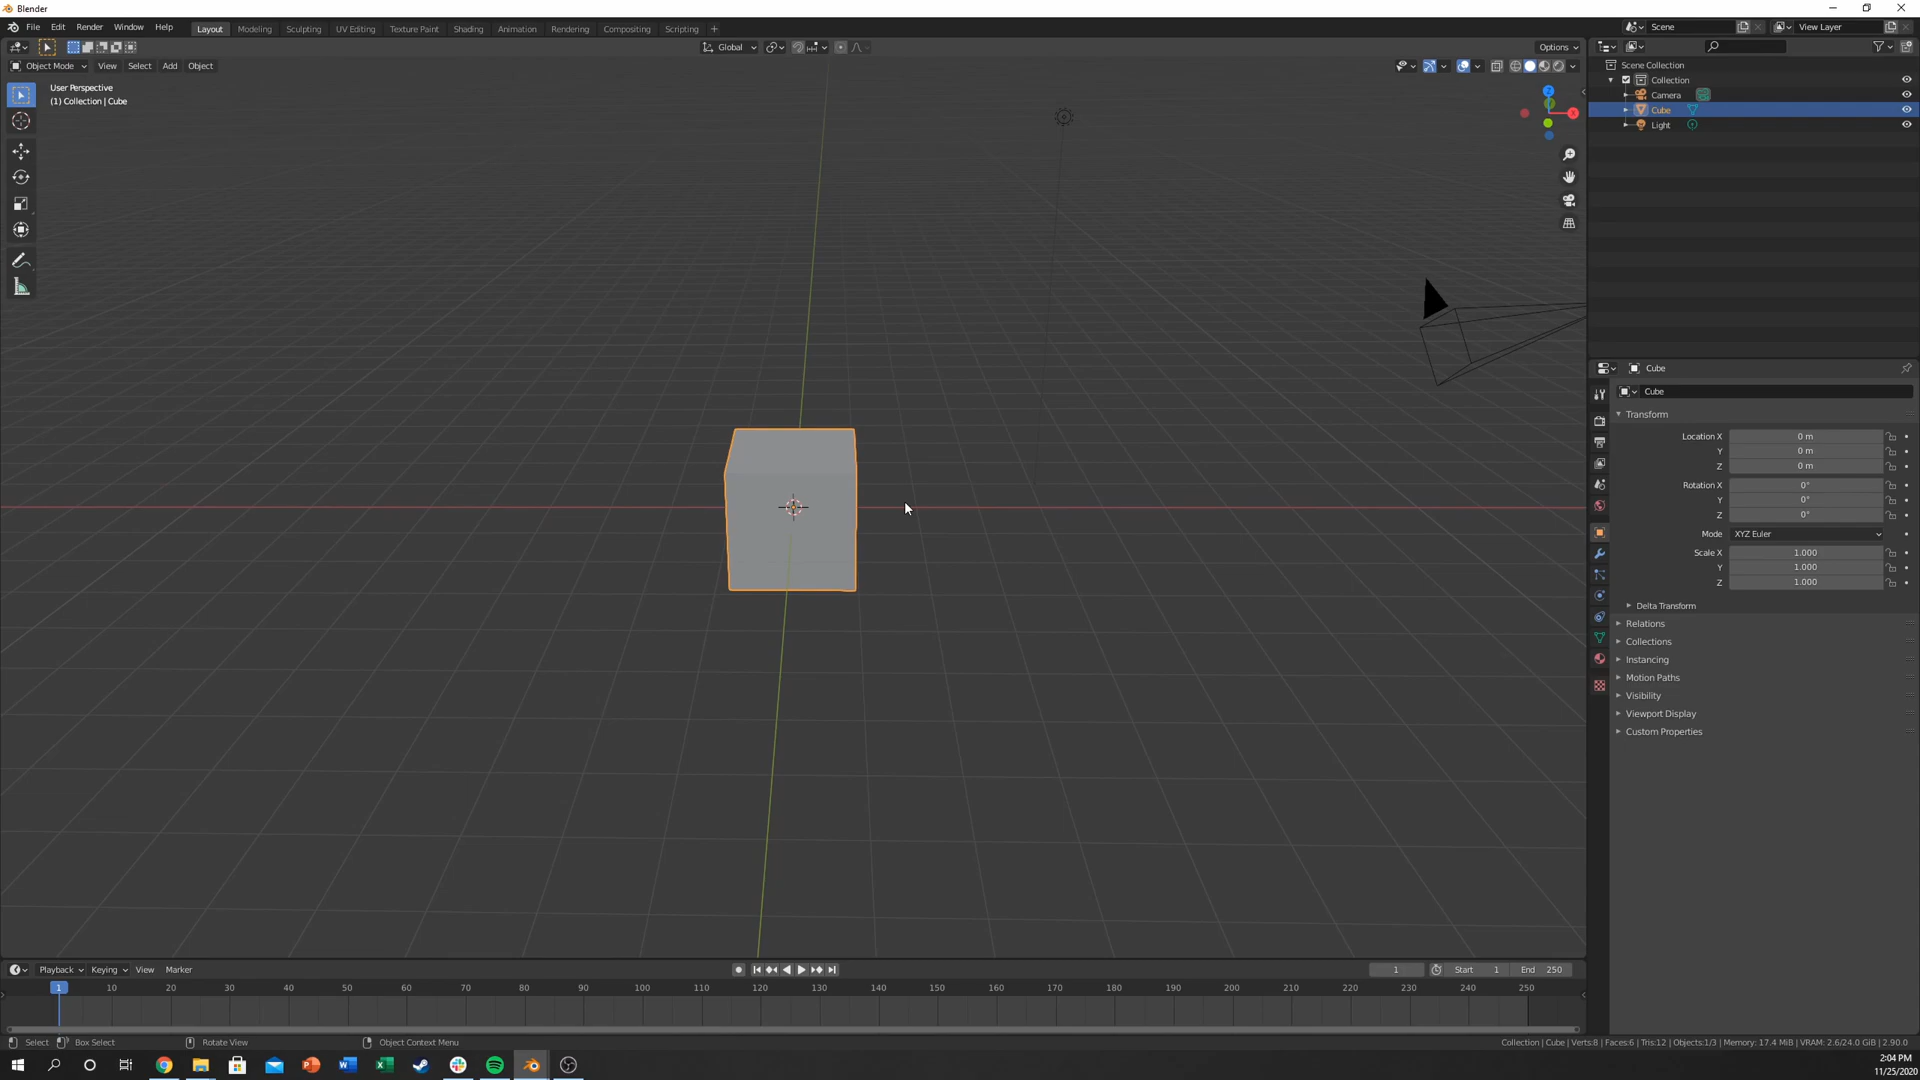 Blender
File Edit Render Window Help Layout Modeling Sculpting UV Editing Texture Paint Shading Animation Rendering Compositing Scripting + Scene View Layer
Global Options
Object Mode View Select Add Object
User Perspective
(1) Collection | Cube
Z
X
Scene Collection
Collection
Camera
Cube
Light
Cube
Cube
Transform
Location X 0 m
Y 0 m
Z 0 m
Rotation X 0°
Y 0°
Z 0°
Mode XYZ Euler
Scale X 1.000
Y 1.000
Z 1.000
Delta Transform
Relations
Collections
Instancing
Motion Paths
Visibility
Viewport Display
Custom Properties
Playback Keying View Marker 1 Start 1 End 250
1 10 20 30 40 50 60 70 80 90 100 110 120 130 140 150 160 170 180 190 200 210 220 230 240 250
Select Box Select Rotate View Object Context Menu Collection | Cube | Verts:8 | Faces:6 | Tris:12 | Objects:1/3 | Memory: 17.4 MiB | VRAM: 2.6/24.0 GiB | 2.90.0
2:04 PM
11/25/2020